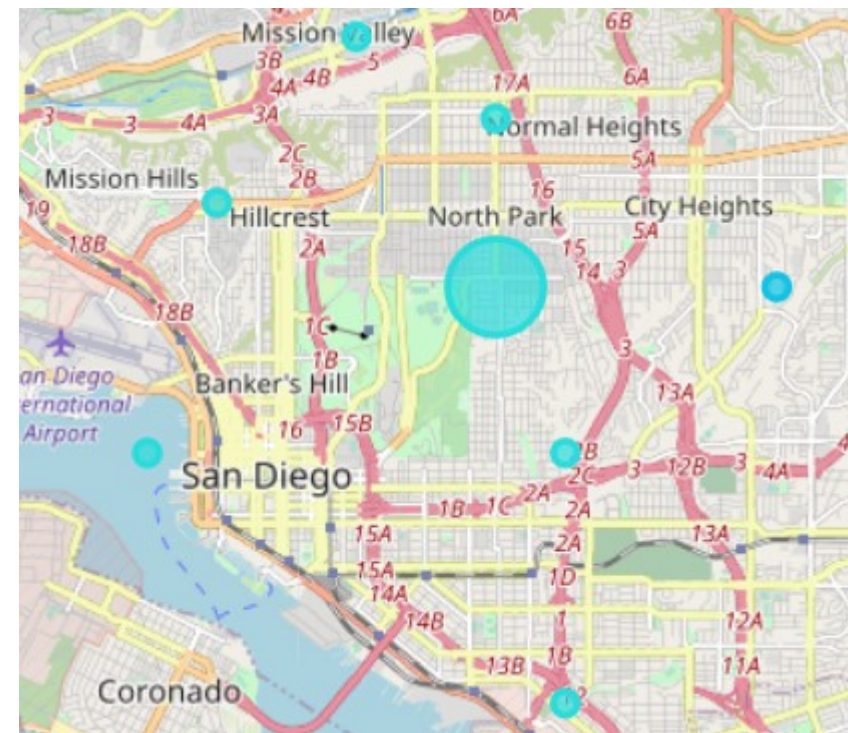 6A
6B
Mission Valley
3B
5
4B
4A
17A
6A
3
3
4A
3A
Normal Heights
2C
5A
Mission Hills
2B
16
19
Hillcrest
North Park
City Heights
18B
2A
15
5A
14
3
18B
1C
3
1B
an Diego
ernational
Airport
Banker's Hill
13A
16
15B
B
San Diego
2C
3
12B
3
4A
2A
1B
1C
2A
15A
2A
13A
15A
1D
14A
14B
1
12A
1B
13B
11A
Coronado